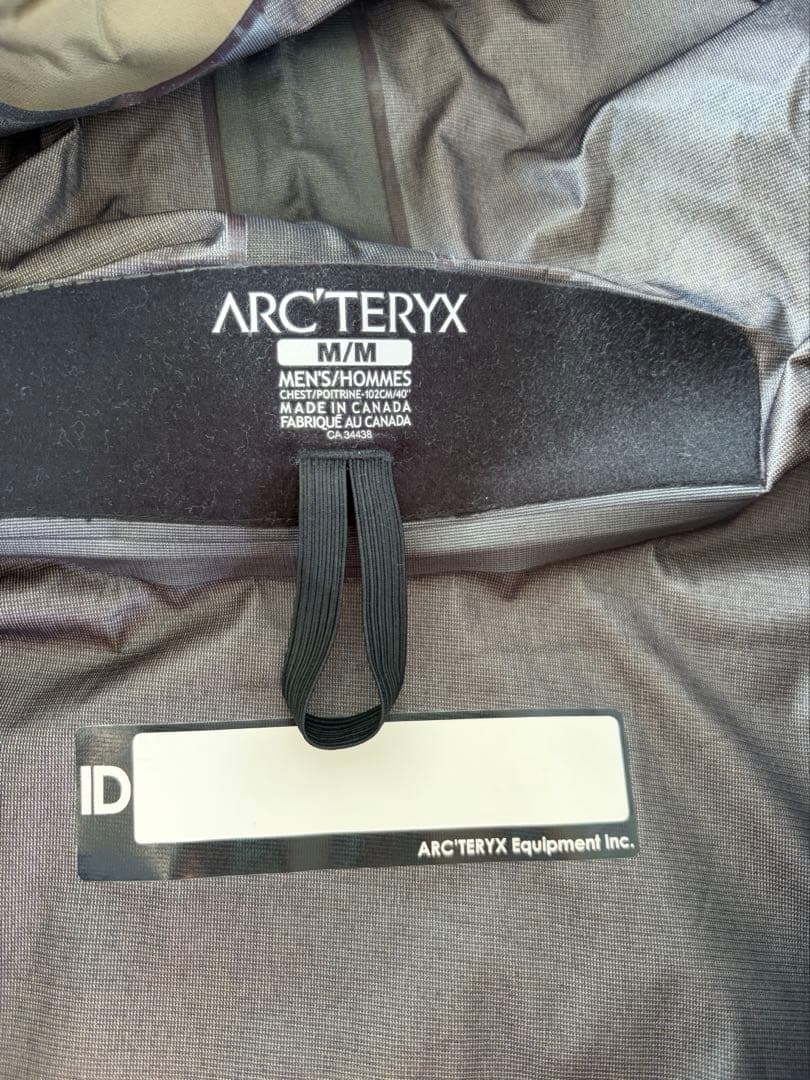 ARC'TERYX
M/M
MEN'S/HOMMES
CHEST/POITRINE-102CM/40"
MADE IN CANADA
FABRIQUÉ AU CANADA
CA 34438
ID
ARC'TERYX Equipment Inc.